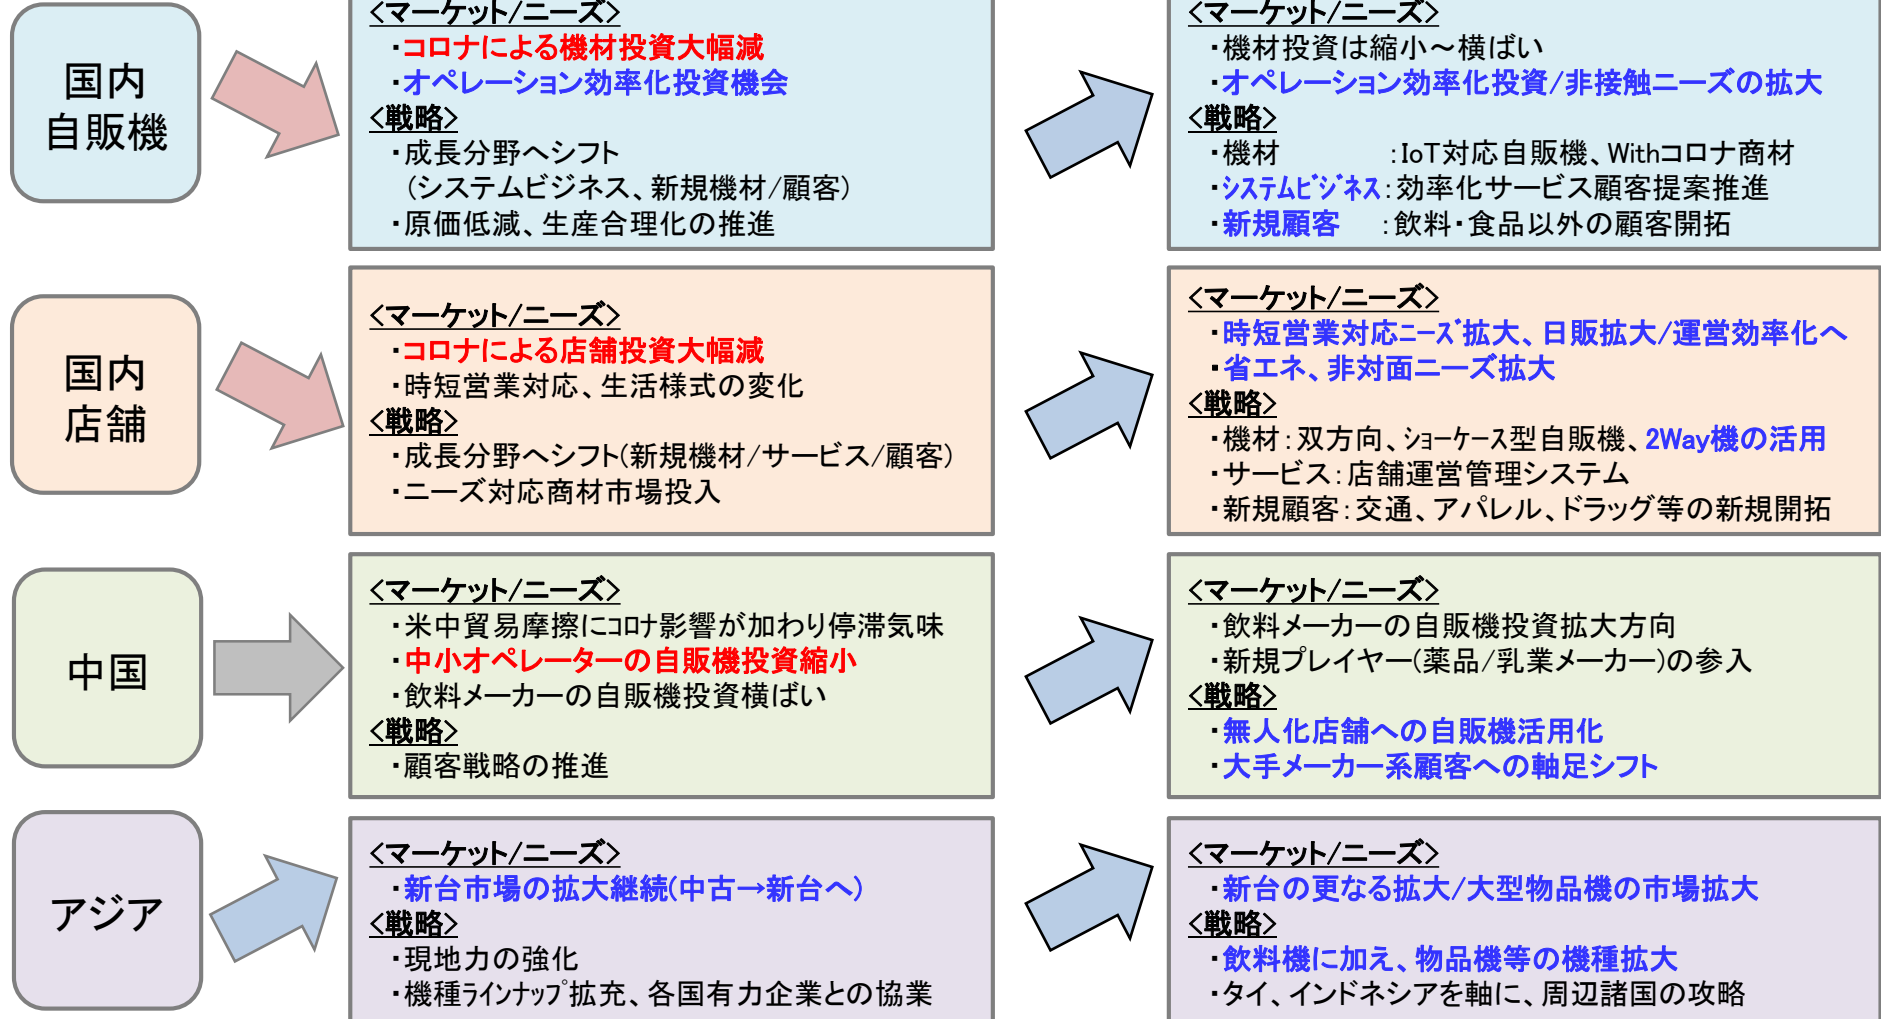 国内
自販機
<マーケット/ニーズ>
・コロナによる機材投資大幅減
・オペレーション効率化投資機会
<戦略>
・成長分野へシフト
(システムビジネス、新規機材/顧客)
・原価低減、生産合理化の推進
<マーケット/ニーズ>
・機材投資は縮小～横ばい
・オペレーション効率化投資/非接触ニーズの拡大
<戦略>
・機材 :IoT対応自販機、Withコロナ商材
・ｼｽﾃﾑﾋﾞｼﾞﾈｽ:効率化サービス顧客提案推進
・新規顧客 :飲料・食品以外の顧客開拓
国内
店舗
<マーケット/ニーズ>
・コロナによる店舗投資大幅減
・時短営業対応、生活様式の変化
<戦略>
・成長分野へシフト(新規機材/サービス/顧客)
・ニーズ対応商材市場投入
<マーケット/ニーズ>
・時短営業対応ﾆｰｽﾞ拡大、日販拡大/運営効率化へ
・省エネ、非対面ニーズ拡大
<戦略>
・機材:双方向、ｼｮｰｹｰｽ型自販機、2Way機の活用
・サービス:店舗運営管理システム
・新規顧客:交通、アパレル、ドラッグ等の新規開拓
中国
<マーケット/ニーズ>
・米中貿易摩擦にｺﾛﾅ影響が加わり停滞気味
・中小オペレーターの自販機投資縮小
・飲料メーカーの自販機投資横ばい
<戦略>
・顧客戦略の推進
<マーケット/ニーズ>
・飲料メーカーの自販機投資拡大方向
・新規プレイヤー(薬品/乳業メーカー)の参入
<戦略>
・無人化店舗への自販機活用化
・大手メーカー系顧客への軸足シフト
アジア
<マーケット/ニーズ>
・新台市場の拡大継続(中古→新台へ)
<戦略>
・現地力の強化
・機種ﾗｲﾝﾅｯﾌﾟ拡充、各国有力企業との協業
<マーケット/ニーズ>
・新台の更なる拡大/大型物品機の市場拡大
<戦略>
・飲料機に加え、物品機等の機種拡大
・タイ、インドネシアを軸に、周辺諸国の攻略